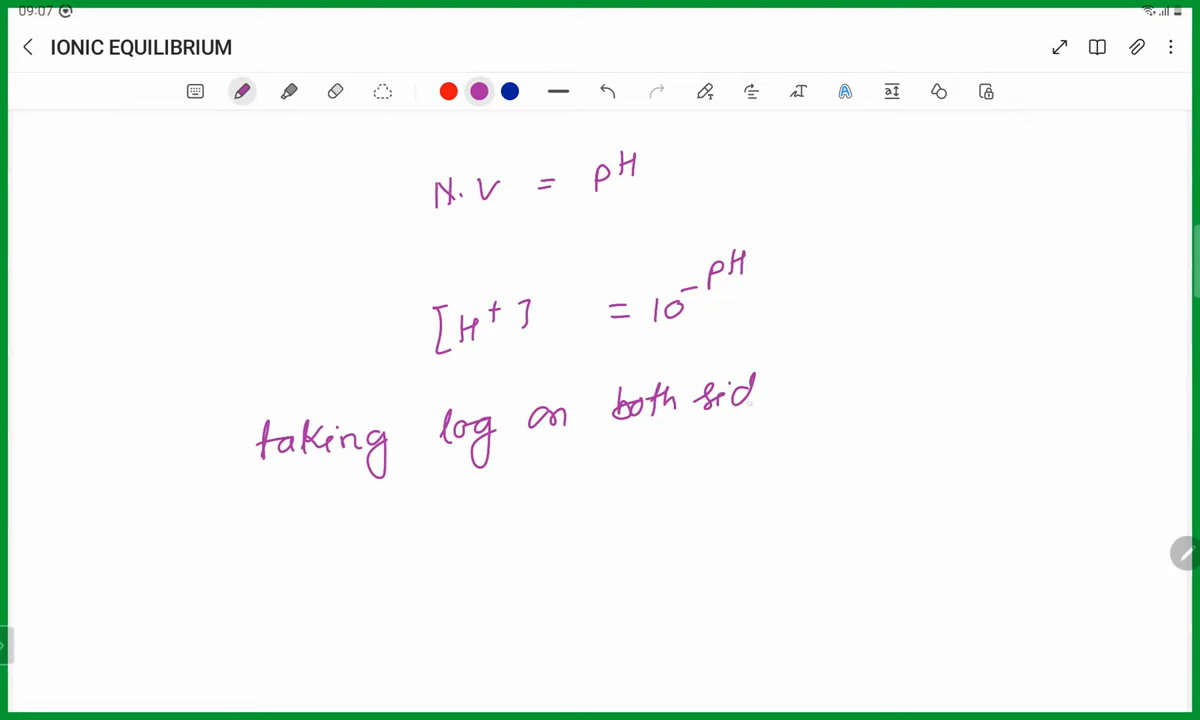 09:07
IONIC EQUILIBRIUM
N.V = pH
[H+] = 10-pH
taking log on both sid